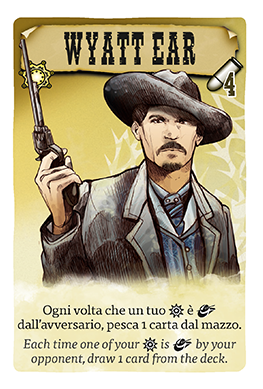 WYATT EAR
4
Ogni volta che un tuo è
dall'avversario, pesca 1 carta dal mazzo.
Each time one of your is by your
opponent, draw 1 card from the deck.